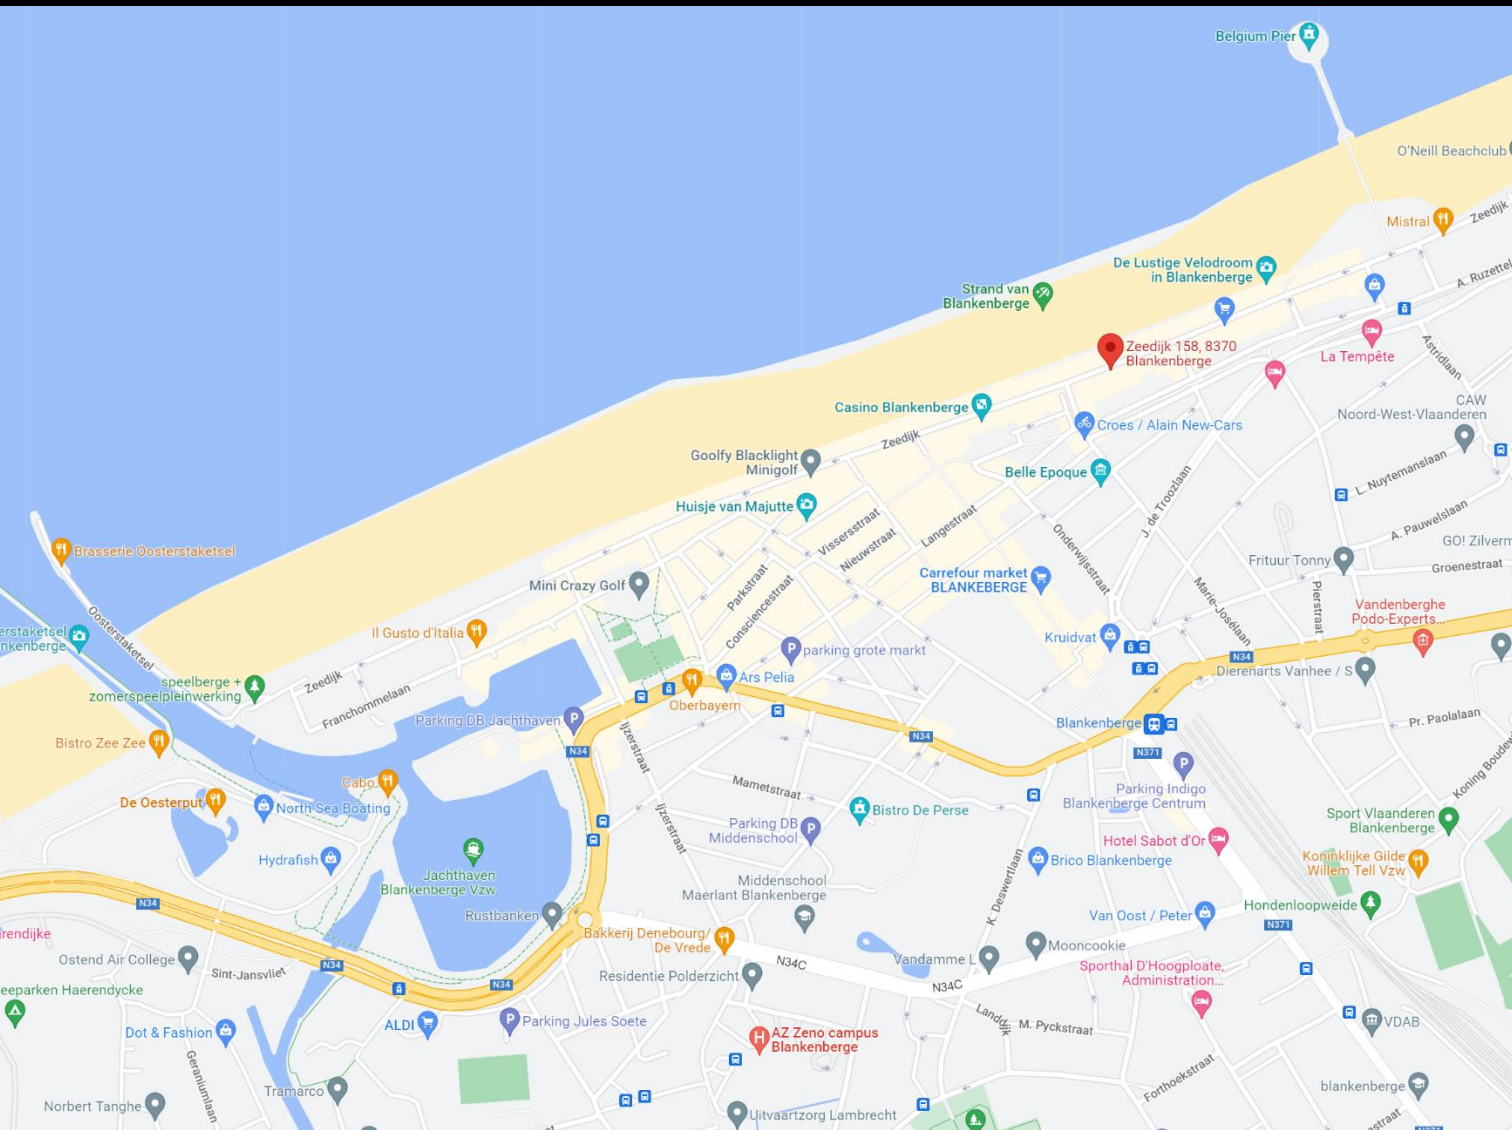 Belgium Pier
O'Neill Beachclub
Mistral
Zeedijk
De Lustige Velodroom
in Blankenberge
A. Ruzettel
Strand van
Blankenberge
Zeedijk 158, 8370
Blankenberge
La Tempête
Astridlaan
Casino Blankenberge
CAW
Noord-West-Vlaanderen
Croes / Alain New-Cars
Zeedijk
Goolfy Blacklight
Minigolf
Belle Epoque
J. de Troozlaan
L. Nuytemanslaan
Huisje van Majutte
Vissersstraat
Nieuwstraat
Langestraat
Onderwijsstraat
A. Pauwelslaan
GO! Zilverm
Brasserie Oosterstaketsel
Frituur Tonny
Groenestraat
Mini Crazy Golf
Parkstraat
Consciencestraat
Carrefour market
BLANKEBERGE
Marie-Josélaan
Pierstraat
Vandenberghe
Podo-Experts...
erstaketsel
nkenberge
Oosterstaketsel
Il Gusto d'Italia
Kruidvat
parking grote markt
N34
Dierenarts Vanhee / S
speelberge +
zomerspeelpleinwerking
Zeedijk
Franchommelaan
Ars Pelia
Oberbayern
Parking DB Jachthaven
Blankenberge
Pr. Paolalaan
Bistro Zee Zee
N34
Ijzerstraat
N34
N371
Koning Boudewi
Cabo
Mametstraat
Parking Indigo
Blankenberge Centrum
De Oesterput
North Sea Boating
Ijzerstraat
Parking DB
Middenschool
Bistro De Perse
Sport Vlaanderen
Blankenberge
Hydrafish
Hotel Sabot d'Or
Jachthaven
Blankenberge Vzw
K. Deswertlaan
Brico Blankenberge
Koninklijke Gilde
Willem Tell Vzw
Middenschool
Maerlant Blankenberge
N34
Rustbanken
Van Oost / Peter
Hondenloopweide
N371
irendijke
Bakkerij Denebourg/
De Vrede
Mooncookie
Ostend Air College
Sint-Jansvliet
N34
N34
N34C
Vandamme L
Sporthal D'Hoogploate,
Administration...
Residentie Polderzicht
N34C
eeparken Haerendycke
Landdijk
M. Pyckstraat
VDAB
Dot & Fashion
ALDI
Parking Jules Soete
H
AZ Zeno campus
Blankenberge
Geraniumlaan
Tramarco
Forthoekstraat
blankenberge
Norbert Tanghe
Uitvaartzorg Lambrecht
straat
N371